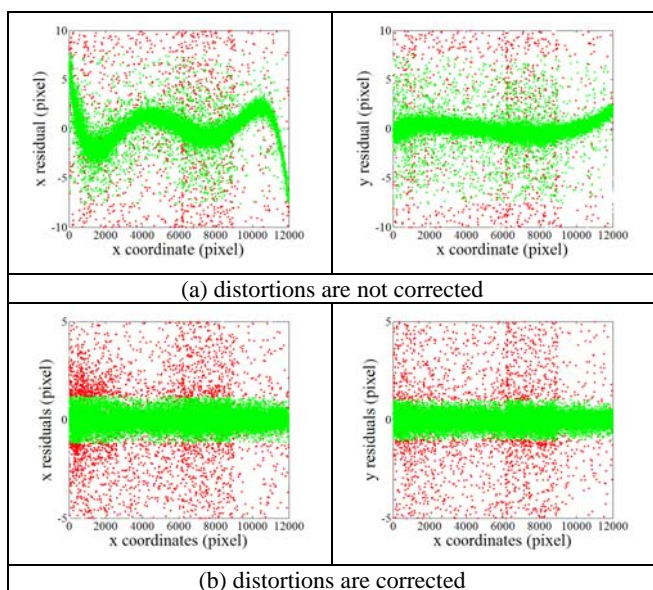 10
5
0
-5
-10
x residual (pixel)
0 2000 4000 6000 8000 10000 12000
x coordinate (pixel)
10
5
0
-5
-10
y residual (pixel)
0 2000 4000 6000 8000 10000 12000
x coordinate (pixel)
(a) distortions are not corrected
5
0
-5
x residuals (pixel)
0 2000 4000 6000 8000 10000 12000
x coordinates (pixel)
5
0
-5
y residuals (pixel)
0 2000 4000 6000 8000 10000 12000
x coordinates (pixel)
(b) distortions are corrected